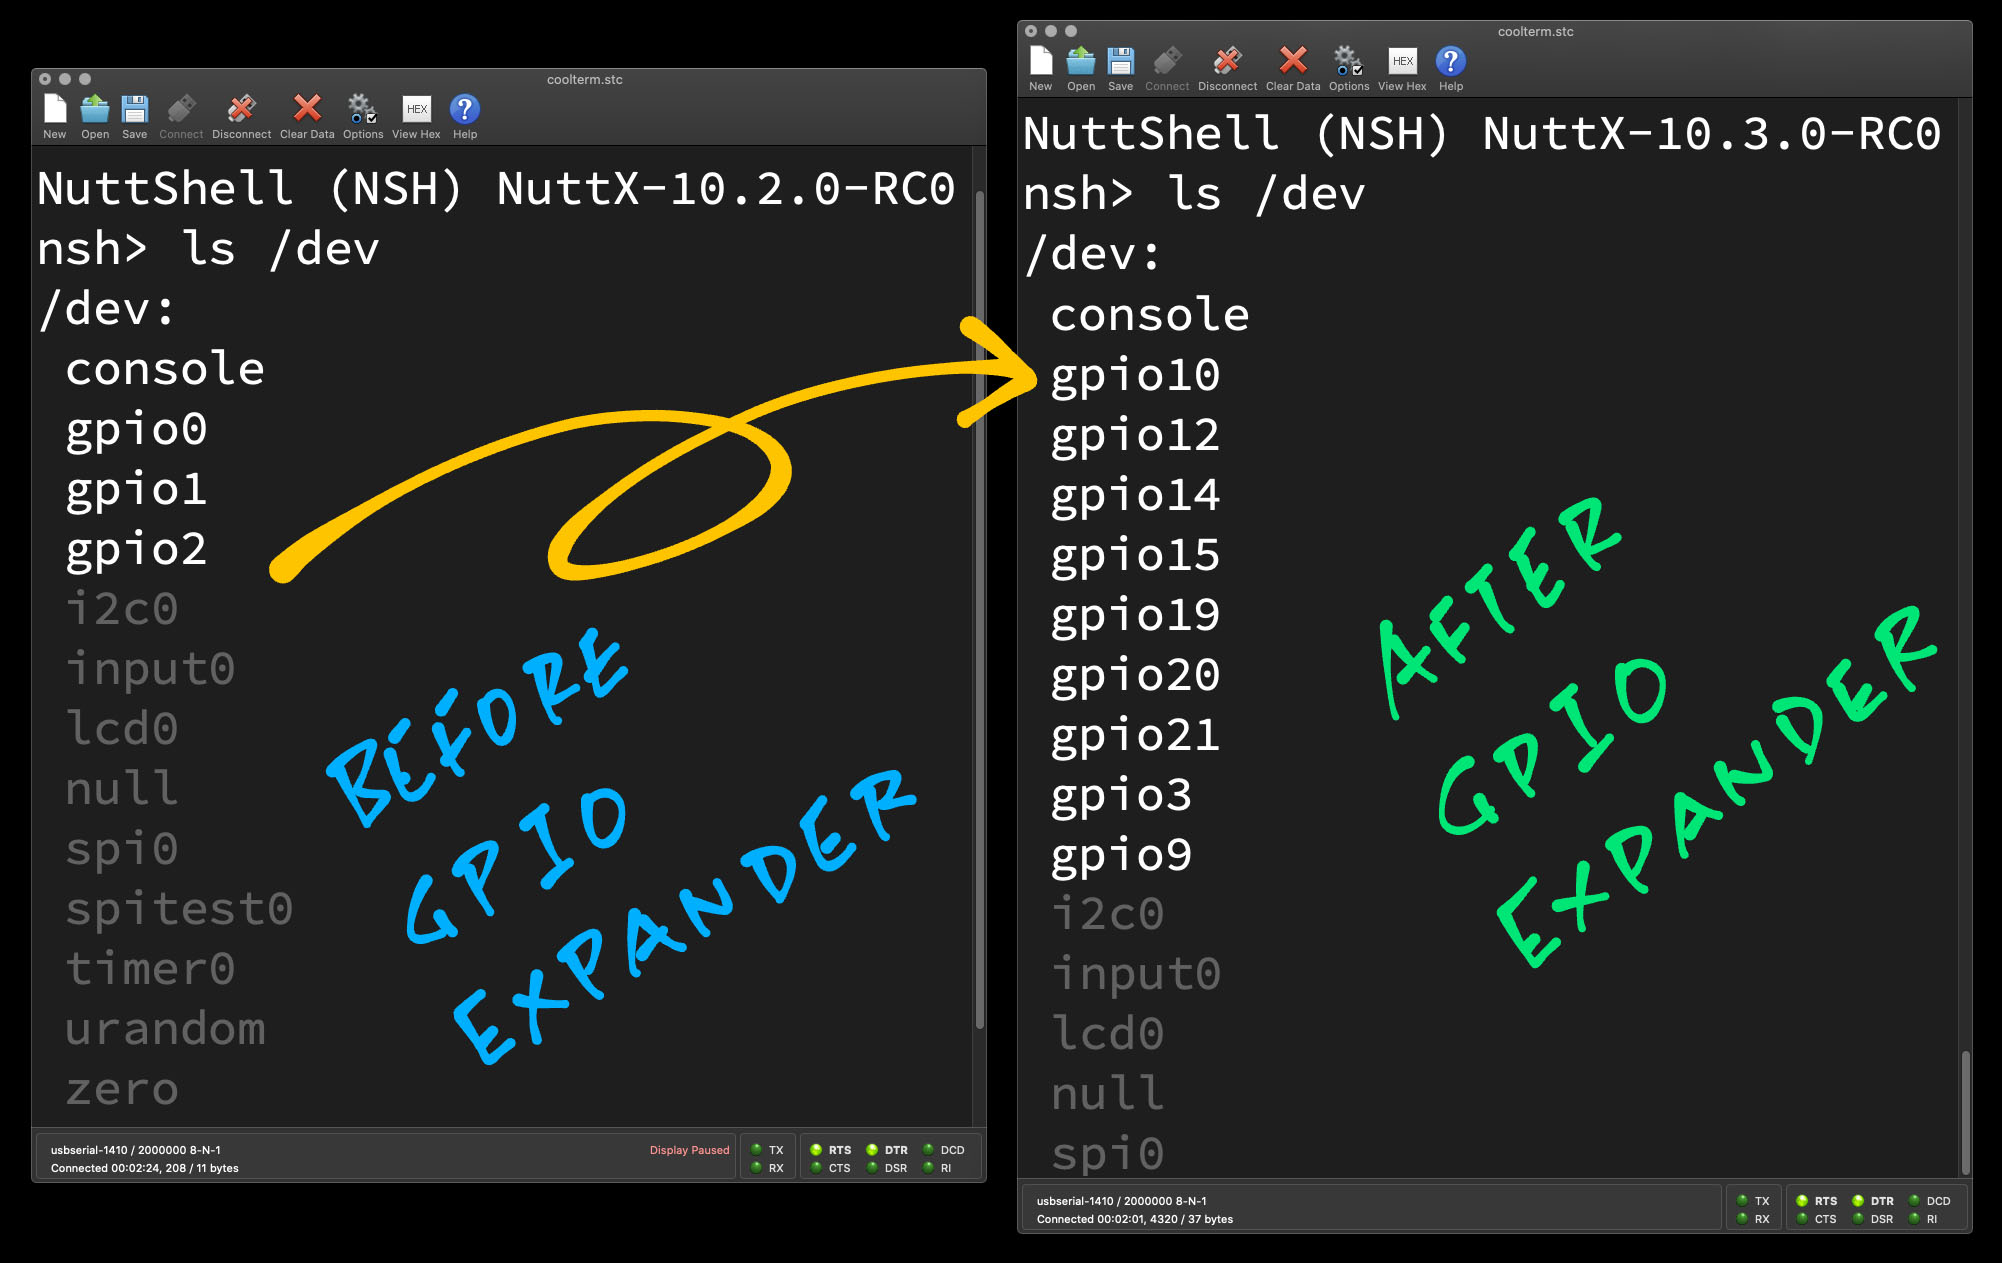 coolterm.stc
New Open Save Connect Disconnect Clear Data Options HEX View Hex ? Help
NuttShell (NSH) NuttX-10.2.0-RC0
nsh> ls /dev
/dev:
console
gpio0
gpio1
gpio2
i2c0
input0
lcd0
null
spi0
spitest0
timer0
urandom
zero
BEFORE
GPIO
EXPANDER
usbserial-1410 / 2000000 8-N-1
Connected 00:02:24, 208 / 11 bytes
Display Paused
TX RTS DTR DCD
RX CTS DSR RI
coolterm.stc
New Open Save Connect Disconnect Clear Data Options HEX View Hex ? Help
NuttShell (NSH) NuttX-10.3.0-RC0
nsh> ls /dev
/dev:
console
gpio10
gpio12
gpio14
gpio15
gpio19
gpio20
gpio21
gpio3
gpio9
i2c0
input0
lcd0
null
spi0
AFTER
GPIO
EXPANDER
usbserial-1410 / 2000000 8-N-1
Connected 00:02:01, 4320 / 37 bytes
TX RTS DTR DCD
RX CTS DSR RI